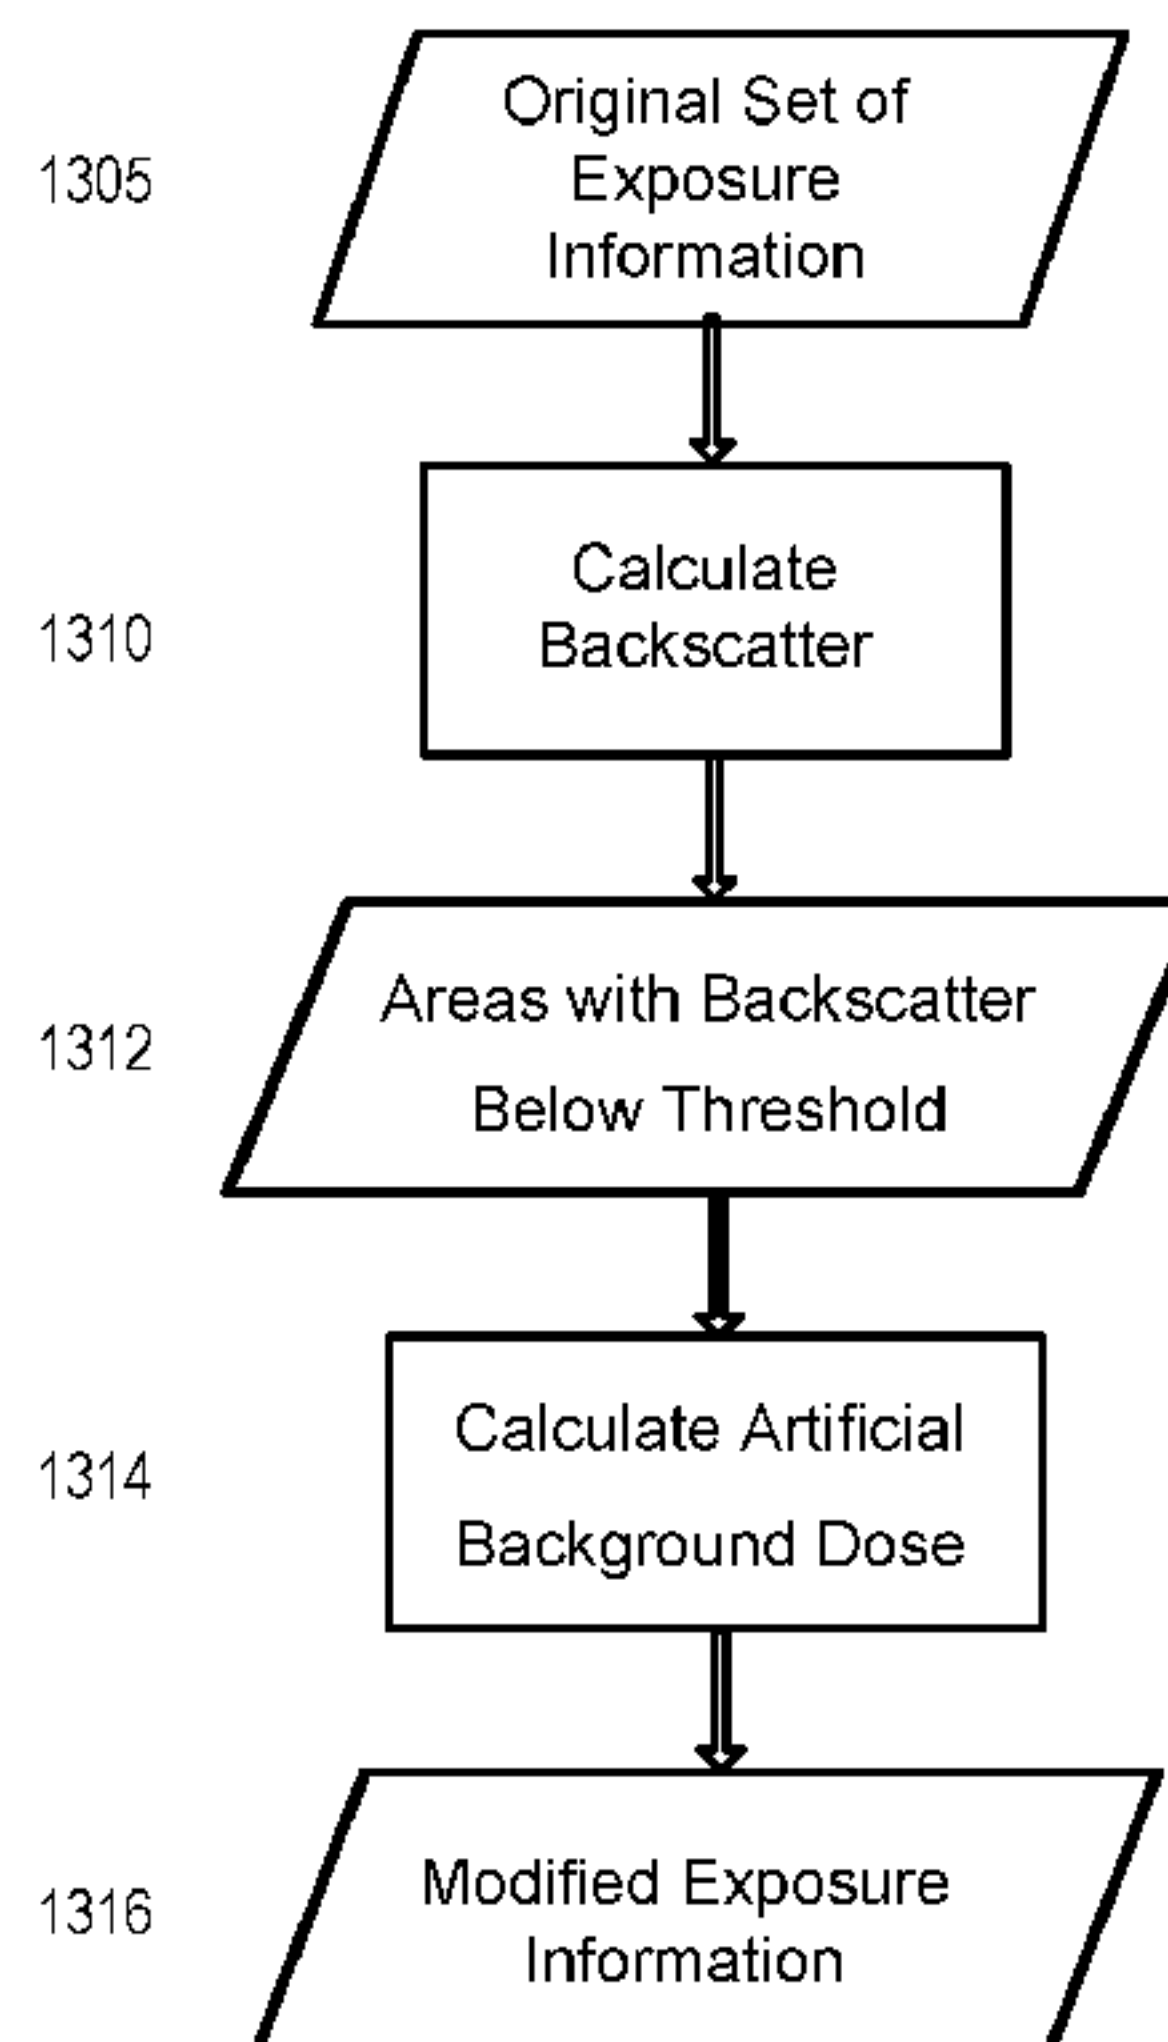 1305
Original Set of
Exposure
Information
1310
Calculate
Backscatter
1312
Areas with Backscatter
Below Threshold
1314
Calculate Artificial
Background Dose
1316
Modified Exposure
Information